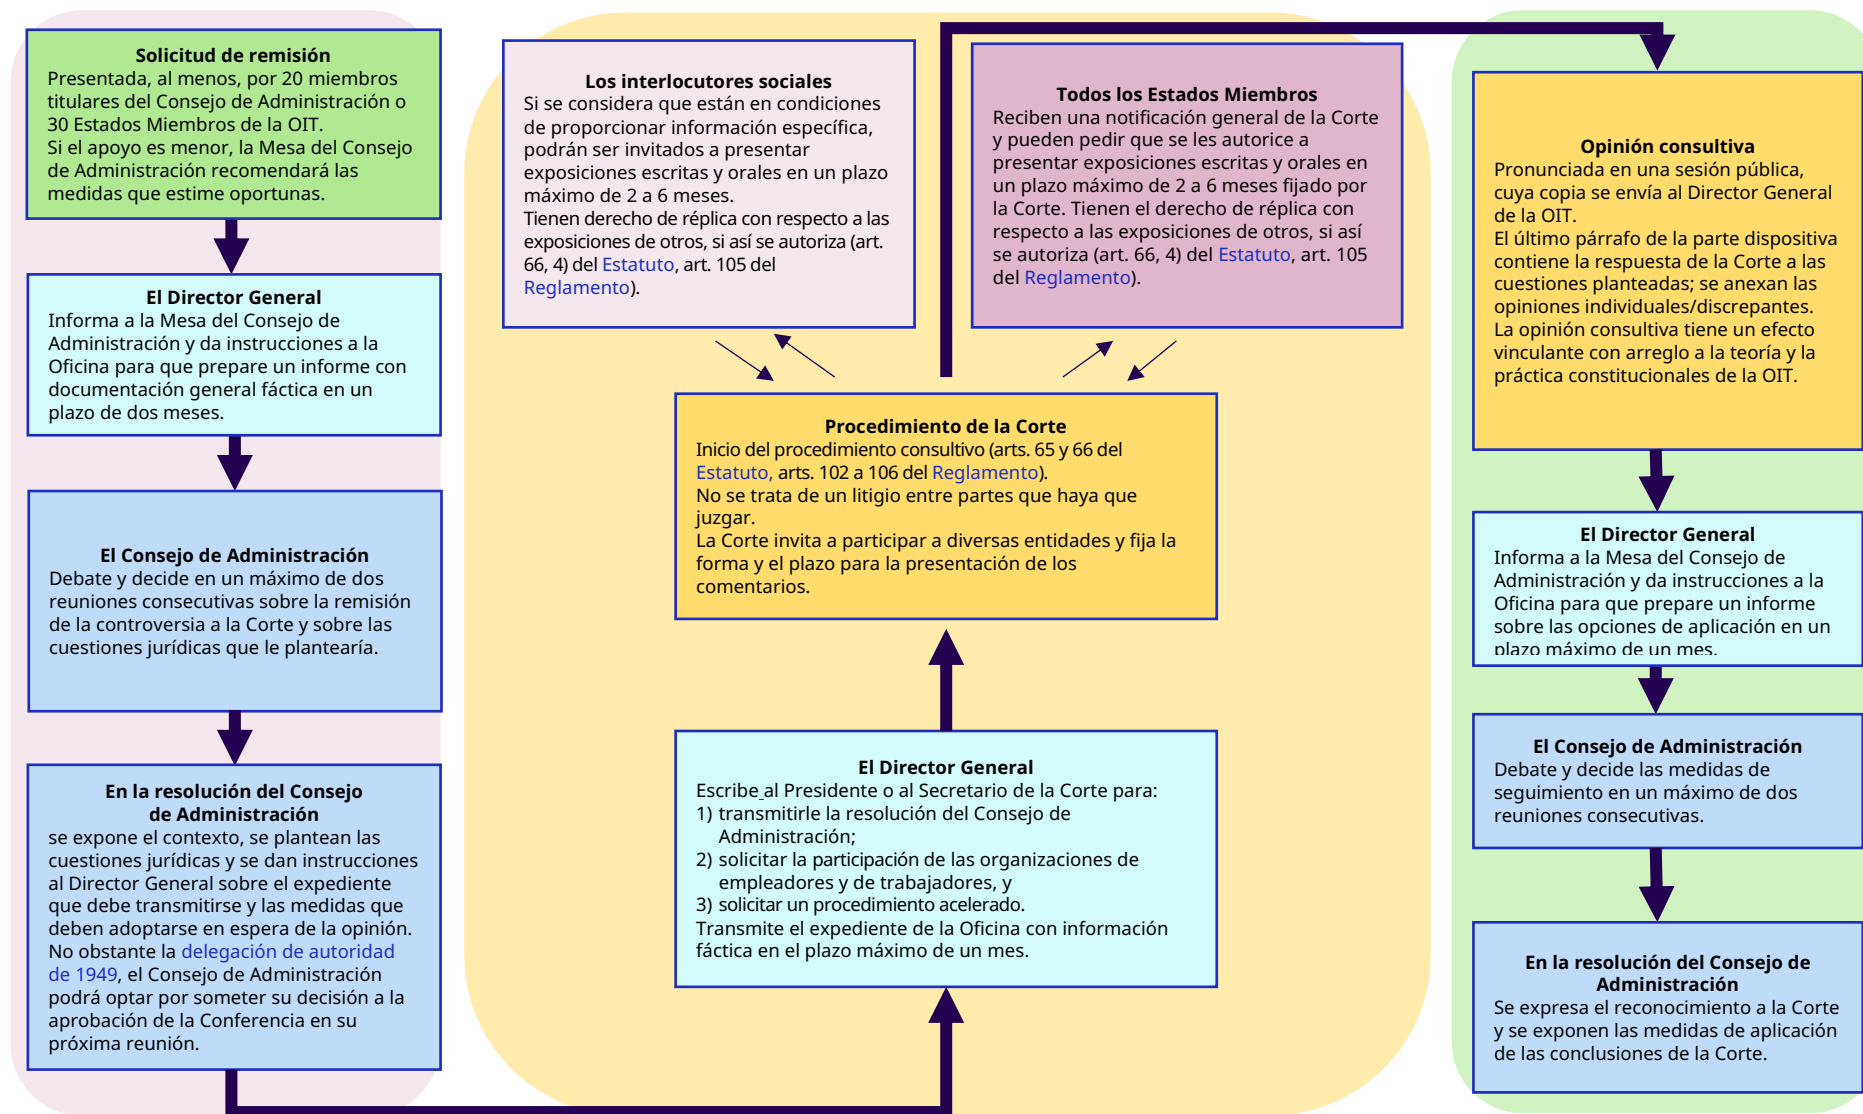 Solicitud de remisión
Presentada, al menos, por 20 miembros
titulares del Consejo de Administración o
30 Estados Miembros de la OIT.
Si el apoyo es menor, la Mesa del Consejo
de Administración recomendará las
medidas que estime oportunas.
El Director General
Informa a la Mesa del Consejo de
Administración y da instrucciones a la
Oficina para que prepare un informe con
documentación general fáctica en un
plazo de dos meses.
El Consejo de Administración
Debate y decide en un máximo de dos
reuniones consecutivas sobre la remisión
de la controversia a la Corte y sobre las
cuestiones jurídicas que le plantearía.
En la resolución del Consejo
de Administración
se expone el contexto, se plantean las
cuestiones jurídicas y se dan instrucciones
al Director General sobre el expediente
que debe transmitirse y las medidas que
deben adoptarse en espera de la opinión.
No obstante la delegación de autoridad
de 1949, el Consejo de Administración
podrá optar por someter su decisión a la
aprobación de la Conferencia en su
próxima reunión.
Los interlocutores sociales
Si se considera que están en condiciones
de proporcionar información específica,
podrán ser invitados a presentar
exposiciones escritas y orales en un plazo
máximo de 2 a 6 meses.
Tienen derecho de réplica con respecto a las
exposiciones de otros, si así se autoriza (art.
66, 4) del Estatuto, art. 105 del
Reglamento).
Todos los Estados Miembros
Reciben una notificación general de la Corte
y pueden pedir que se les autorice a
presentar exposiciones escritas y orales en
un plazo máximo de 2 a 6 meses fijado por
la Corte. Tienen el derecho de réplica con
respecto a las exposiciones de otros, si así
se autoriza (art. 66, 4) del Estatuto, art. 105
del Reglamento).
Procedimiento de la Corte
Inicio del procedimiento consultivo (arts. 65 y 66 del
Estatuto, arts. 102 a 106 del Reglamento).
No se trata de un litigio entre partes que haya que
juzgar.
La Corte invita a participar a diversas entidades y fija la
forma y el plazo para la presentación de los
comentarios.
El Director General
Escribe al Presidente o al Secretario de la Corte para:
1) transmitirle la resolución del Consejo de
Administración;
2) solicitar la participación de las organizaciones de
empleadores y de trabajadores, y
3) solicitar un procedimiento acelerado.
Transmite el expediente de la Oficina con información
fáctica en el plazo máximo de un mes.
Opinión consultiva
Pronunciada en una sesión pública,
cuya copia se envía al Director General
de la OIT.
El último párrafo de la parte dispositiva
contiene la respuesta de la Corte a las
cuestiones planteadas; se anexan las
opiniones individuales/discrepantes.
La opinión consultiva tiene un efecto
vinculante con arreglo a la teoría y la
práctica constitucionales de la OIT.
El Director General
Informa a la Mesa del Consejo de
Administración y da instrucciones a la
Oficina para que prepare un informe
sobre las opciones de aplicación en un
plazo máximo de un mes.
El Consejo de Administración
Debate y decide las medidas de
seguimiento en un máximo de dos
reuniones consecutivas.
En la resolución del Consejo de
Administración
Se expresa el reconocimiento a la Corte
y se exponen las medidas de aplicación
de las conclusiones de la Corte.